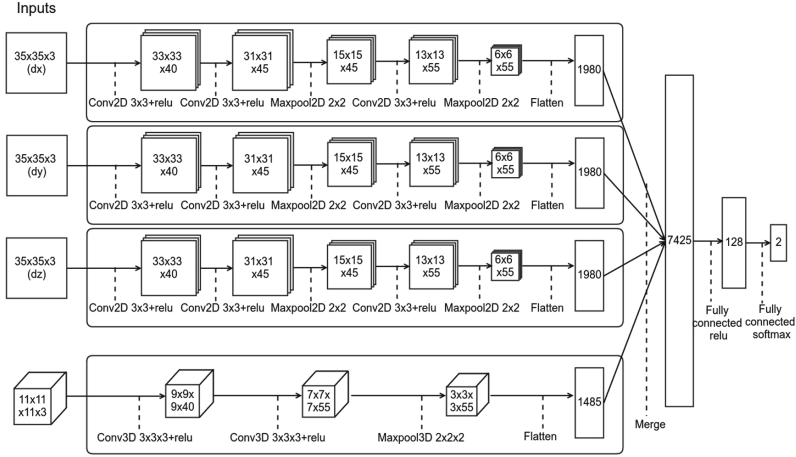 Inputs
35x35x3
(dx)
33x33
x40
31x31
x45
15x15
x45
13x13
x55
6x6
x55
1980
Conv2D 3x3+relu
Conv2D 3x3+relu
Maxpool2D 2x2
Conv2D 3x3+relu
Maxpool2D 2x2
Flatten
35x35x3
(dy)
33x33
x40
31x31
x45
15x15
x45
13x13
x55
6x6
x55
1980
Conv2D 3x3+relu
Conv2D 3x3+relu
Maxpool2D 2x2
Conv2D 3x3+relu
Maxpool2D 2x2
Flatten
35x35x3
(dz)
33x33
x40
31x31
x45
15x15
x45
13x13
x55
6x6
x55
1980
Conv2D 3x3+relu
Conv2D 3x3+relu
Maxpool2D 2x2
Conv2D 3x3+relu
Maxpool2D 2x2
Flatten
11x11
x11x3
9x9x
9x40
7x7x
7x55
3x3x
3x55
1485
Conv3D 3x3x3+relu
Conv3D 3x3x3+relu
Maxpool3D 2x2x2
Flatten
Merge
7425
128
2
Fully
connected
relu
Fully
connected
softmax